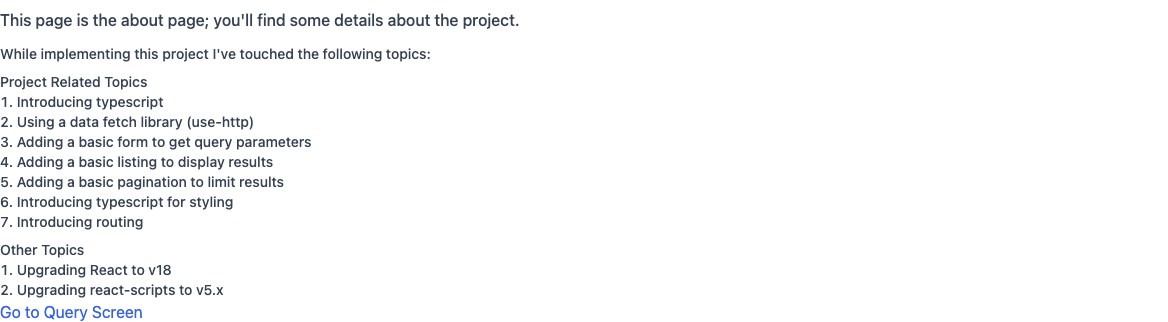 This page is the about page; you'll find some details about the project.
While implementing this project I've touched the following topics:
Project Related Topics
1. Introducing typescript
2. Using a data fetch library (use-http)
3. Adding a basic form to get query parameters
4. Adding a basic listing to display results
5. Adding a basic pagination to limit results
6. Introducing typescript for styling
7. Introducing routing
Other Topics
1. Upgrading React to v18
2. Upgrading react-scripts to v5.x
Go to Query Screen